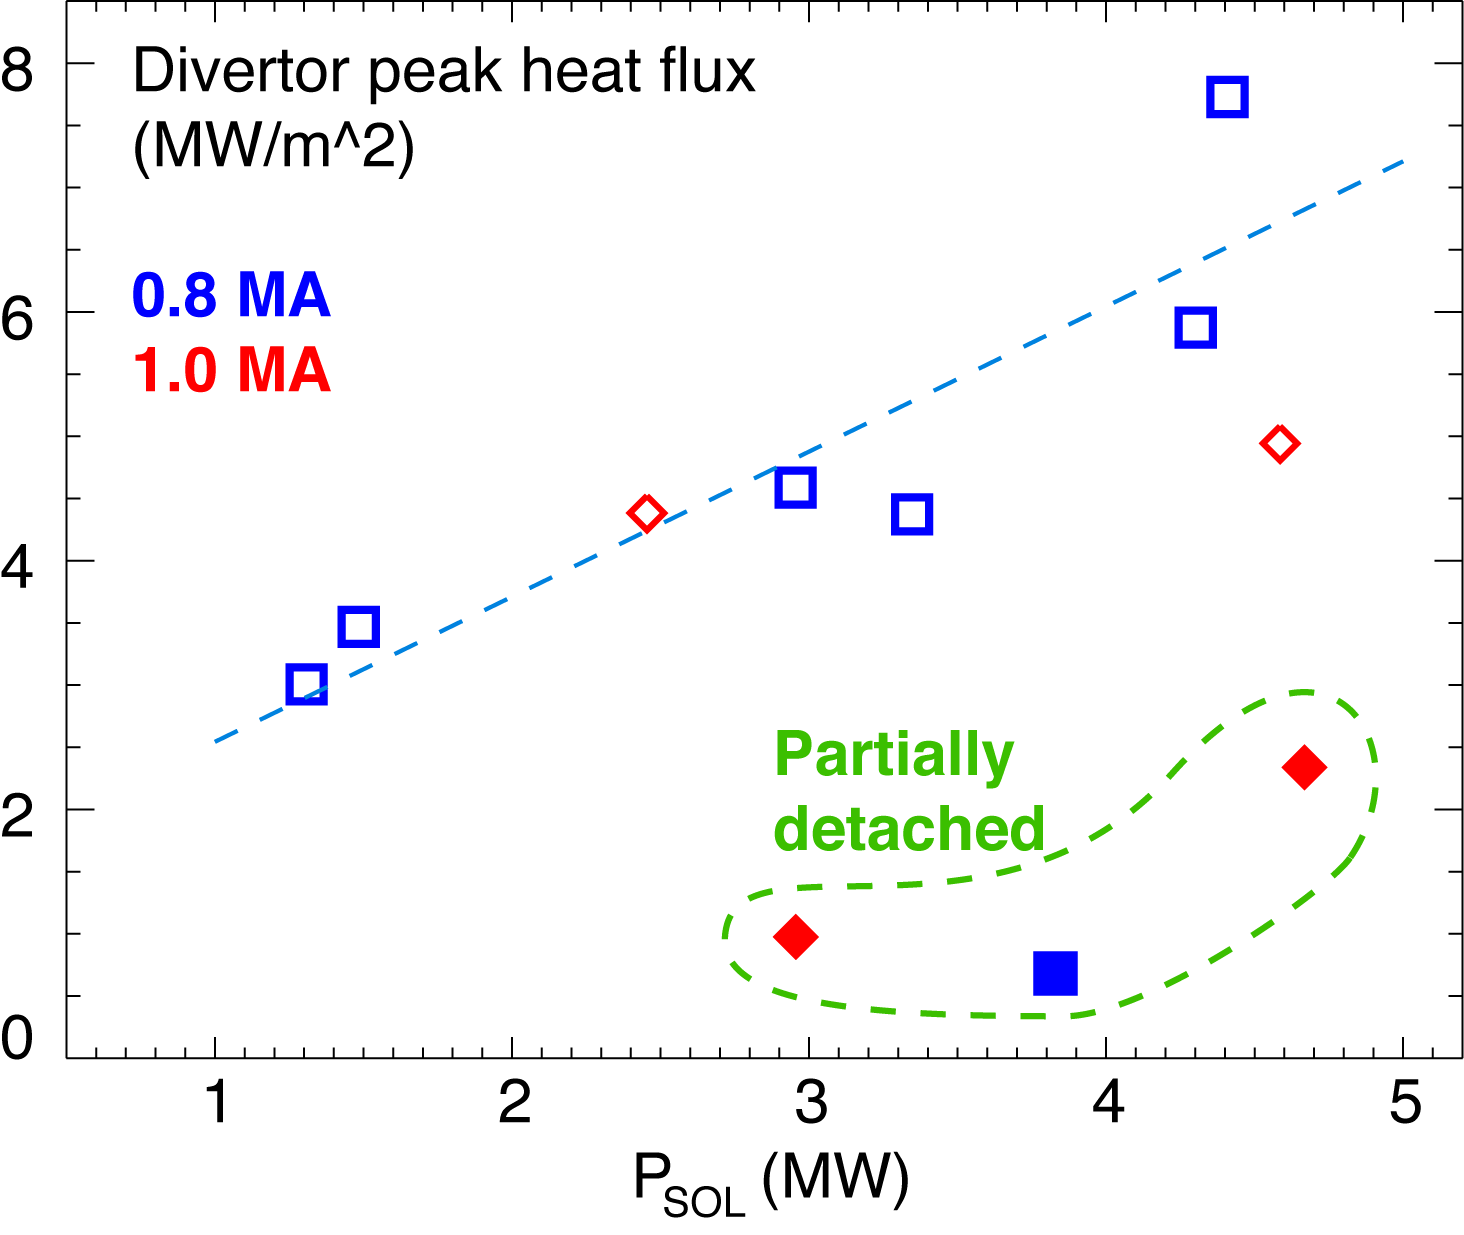 Divertor peak heat flux
(MW/m^2)
0.8 MA
1.0 MA
Partially
detached
8
6
4
2
0
1 2 3 4 5
PSOL (MW)